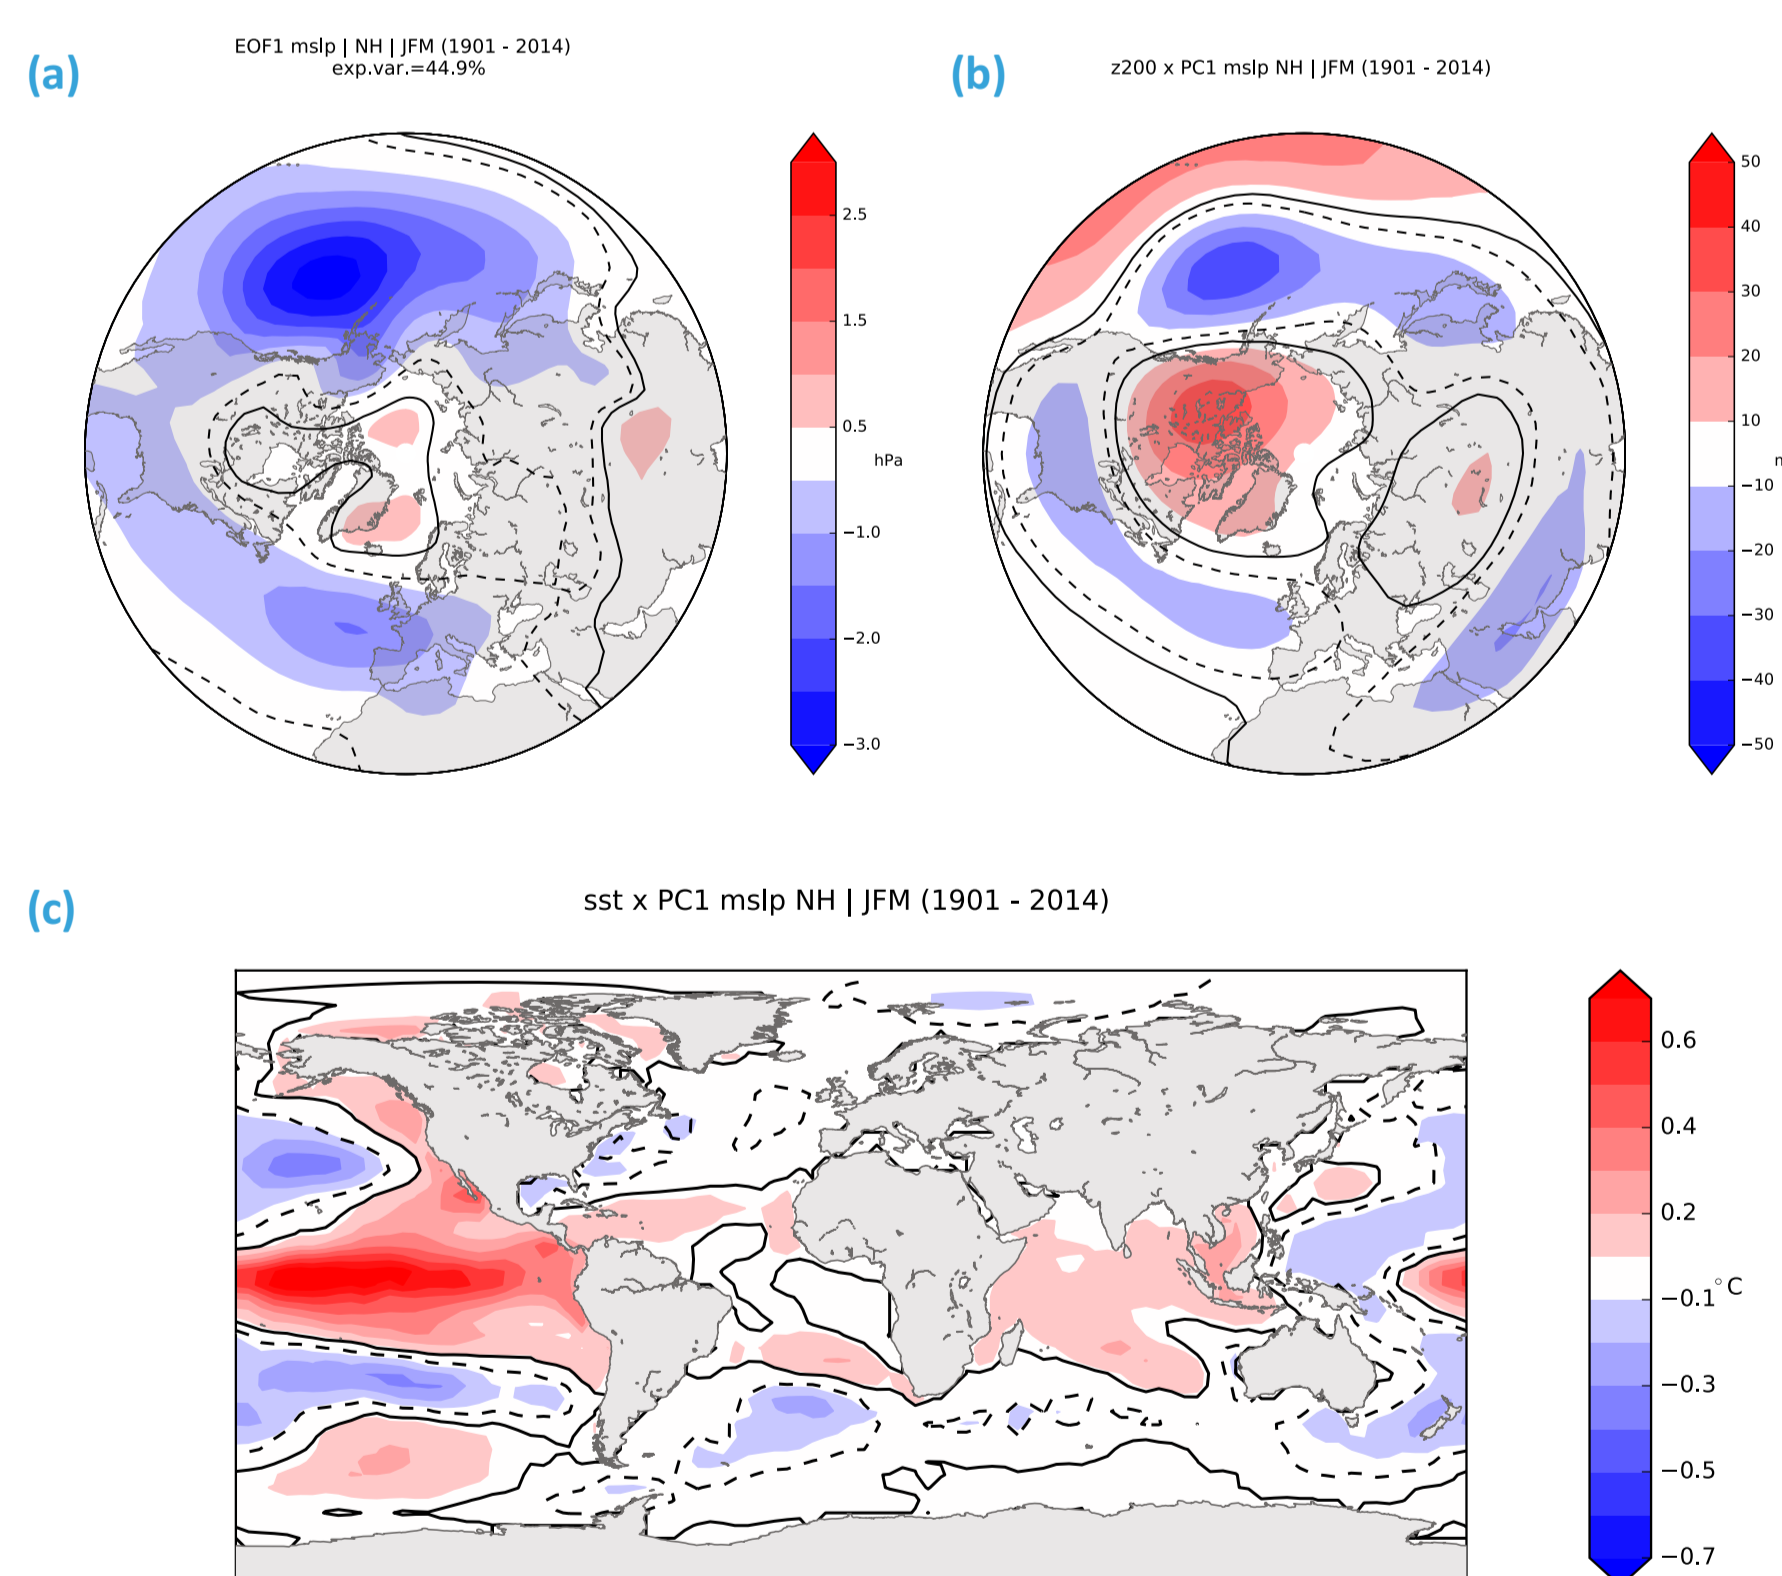 (a)
EOF1 mslp | NH | JFM (1901 - 2014)
exp.var.=44.9%
2.5
1.5
0.5
hPa
−1.0
−2.0
−3.0
(b)
z200 x PC1 mslp NH | JFM (1901 - 2014)
50
40
30
20
10
−10
−20
−30
−40
−50
(c)
sst x PC1 mslp NH | JFM (1901 - 2014)
0.6
0.4
0.2
−0.1
°C
−0.3
−0.5
−0.7